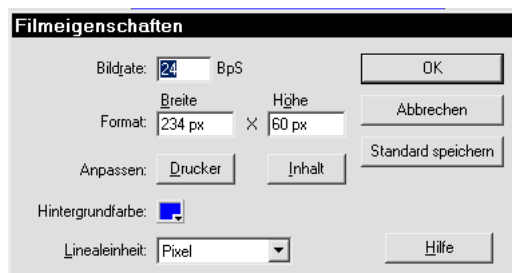 Filmeigenschaften
Bildrate: 24 BpS
OK
Breite Höhe
Format: 234 px X 60 px
Abbrechen
Standard speichern
Anpassen: Drucker Inhalt
Hintergrundfarbe:
Linealeinheit: Pixel
Hilfe